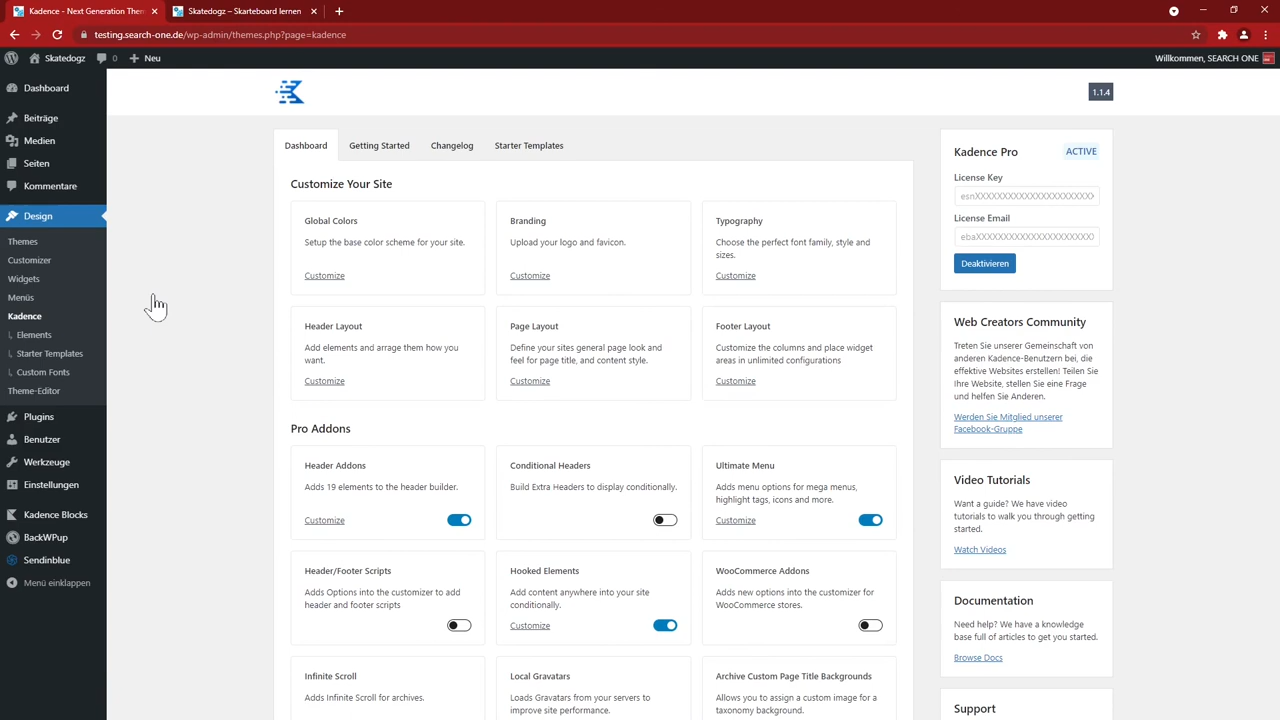 Kadence - Next Generation Them
Skatedogz – Skateboarden lernen
testing.search-one.de/wp-admin/themes.php?page=kadence
Skatedogz
0
Neu
Willkommen, SEARCH ONE
Dashboard
Beiträge
Medien
Seiten
Kommentare
Design
Themes
Customizer
Widgets
Menüs
Kadence
Elements
Starter Templates
Custom Fonts
Theme-Editor
Plugins
Benutzer
Werkzeuge
Einstellungen
Kadence Blocks
BackWPup
Sendinblue
Menü einklappen
1.1.4
Dashboard
Getting Started
Changelog
Starter Templates
Customize Your Site
Global Colors
Setup the base color scheme for your site.
Customize
Branding
Upload your logo and favicon.
Customize
Typography
Choose the perfect font family, style and
sizes.
Customize
Header Layout
Add elements and arrage them how you
want.
Customize
Page Layout
Define your sites general page look and
feel for page title, and content style.
Customize
Footer Layout
Customize the columns and place widget
areas in unlimited configurations
Customize
Pro Addons
Header Addons
Adds 19 elements to the header builder.
Customize
Conditional Headers
Build Extra Headers to display conditionally.
Ultimate Menu
Adds menu options for mega menus,
highlight tags, icons and more.
Customize
Header/Footer Scripts
Adds Options into the customizer to add
header and footer scripts
Hooked Elements
Add content anywhere into your site
conditionally.
Customize
WooCommerce Addons
Adds new options into the customizer for
WooCommerce stores.
Infinite Scroll
Adds Infinite Scroll for archives.
Local Gravatars
Loads Gravatars from your servers to
improve site performance.
Archive Custom Page Title Backgrounds
Allows you to assign a custom image for a
taxonomy background.
Kadence Pro
ACTIVE
License Key
esnXXXXXXXXXXXXXXXXXXXXXX
License Email
ebaXXXXXXXXXXXXXXXXXXXXXX
Deaktivieren
Web Creators Community
Treten Sie unserer Gemeinschaft von
anderen Kadence-Benutzern bei, die
effektive Websites erstellen! Teilen Sie
Ihre Website, stellen Sie eine Frage
und helfen Sie Anderen.
Werden Sie Mitglied unserer
Facebook-Gruppe
Video Tutorials
Want a guide? We have video
tutorials to walk you through getting
started.
Watch Videos
Documentation
Need help? We have a knowledge
base full of articles to get you started.
Browse Docs
Support